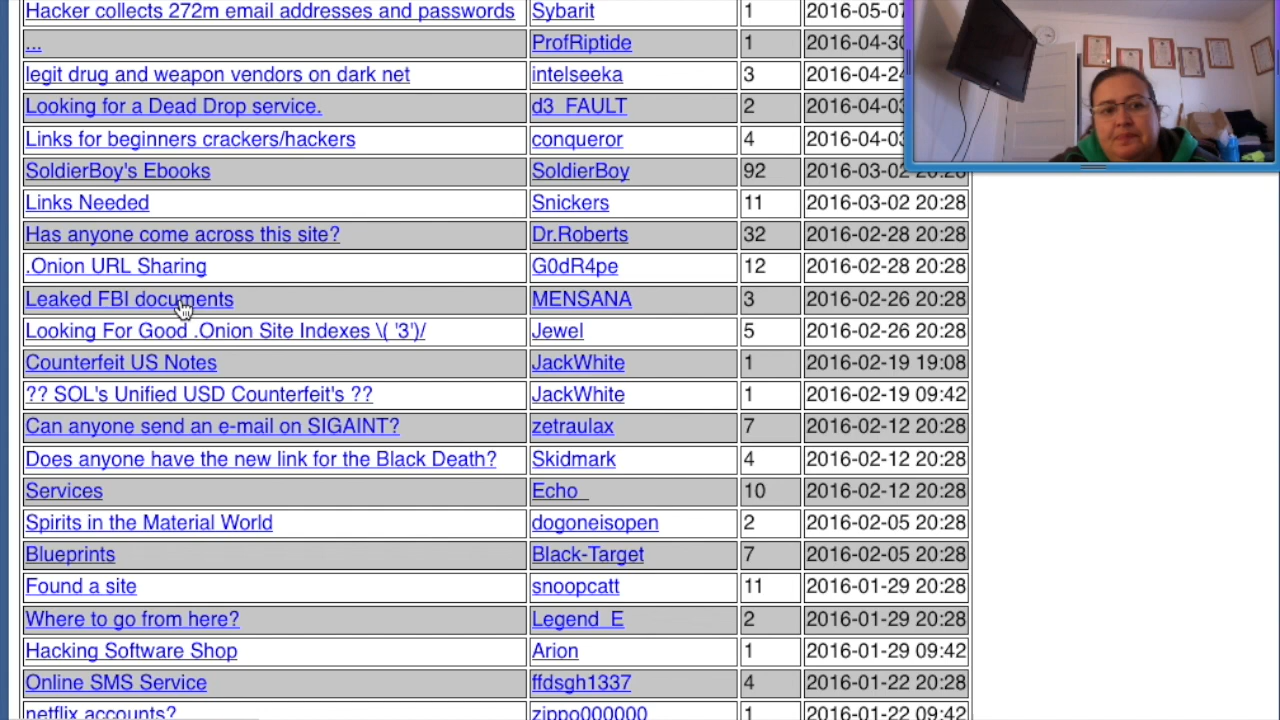 Hacker collects 272m email addresses and passwords Sybarit 1 2016-05-07
... ProfRiptide 1 2016-04-30
legit drug and weapon vendors on dark net intelseeka 3 2016-04-24
Looking for a Dead Drop service. d3_FAULT 2 2016-04-03
Links for beginners crackers/hackers conqueror 4 2016-04-03
SoldierBoy's Ebooks SoldierBoy 92 2016-03-02 20:28
Links Needed Snickers 11 2016-03-02 20:28
Has anyone come across this site? Dr.Roberts 32 2016-02-28 20:28
.Onion URL Sharing G0dR4pe 12 2016-02-28 20:28
Leaked FBI documents MENSANA 3 2016-02-26 20:28
Looking For Good .Onion Site Indexes \( '3')/ Jewel 5 2016-02-26 20:28
Counterfeit US Notes JackWhite 1 2016-02-19 19:08
?? SOL's Unified USD Counterfeit's ?? JackWhite 1 2016-02-19 09:42
Can anyone send an e-mail on SIGAINT? zetraulax 7 2016-02-12 20:28
Does anyone have the new link for the Black Death? Skidmark 4 2016-02-12 20:28
Services Echo_ 10 2016-02-12 20:28
Spirits in the Material World dogoneisopen 2 2016-02-05 20:28
Blueprints Black-Target 7 2016-02-05 20:28
Found a site snoopcatt 11 2016-01-29 20:28
Where to go from here? Legend_E 2 2016-01-29 20:28
Hacking Software Shop Arion 1 2016-01-29 09:42
Online SMS Service ffdsgh1337 4 2016-01-22 20:28
netflix accounts? zippo000000 1 2016-01-22 09:42